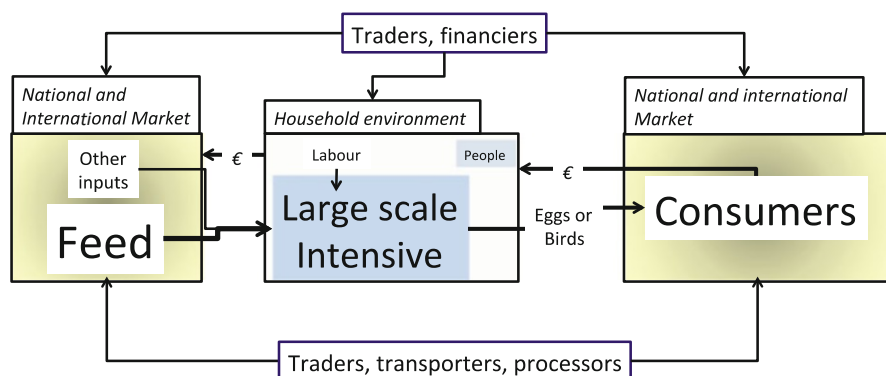 Traders, financiers
National and
International Market
Household environment
National and international
Market
Other
inputs
Feed
€
Labour
People
Large scale
Intensive
€
Eggs or
Birds
Consumers
Traders, transporters, processors